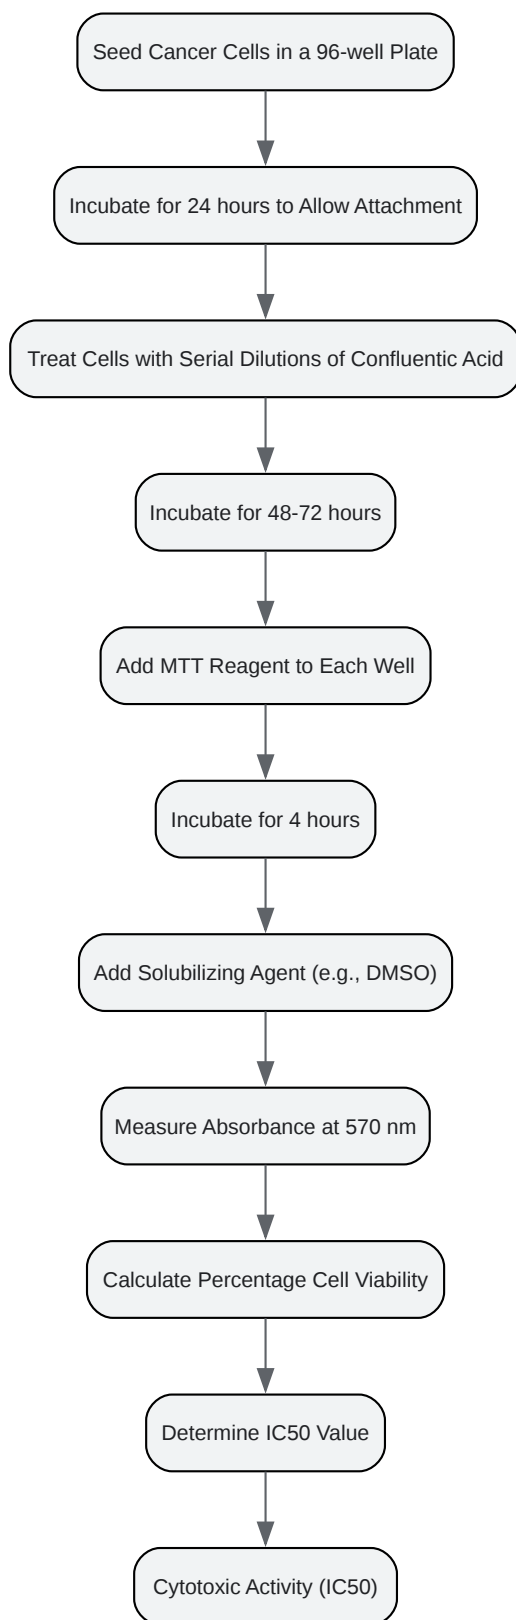 Seed Cancer Cells in a 96-well Plate
Incubate for 24 hours to Allow Attachment
Treat Cells with Serial Dilutions of Confluentic Acid
Incubate for 48-72 hours
Add MTT Reagent to Each Well
Incubate for 4 hours
Add Solubilizing Agent (e.g., DMSO)
Measure Absorbance at 570 nm
Calculate Percentage Cell Viability
Determine IC50 Value
Cytotoxic Activity (IC50)